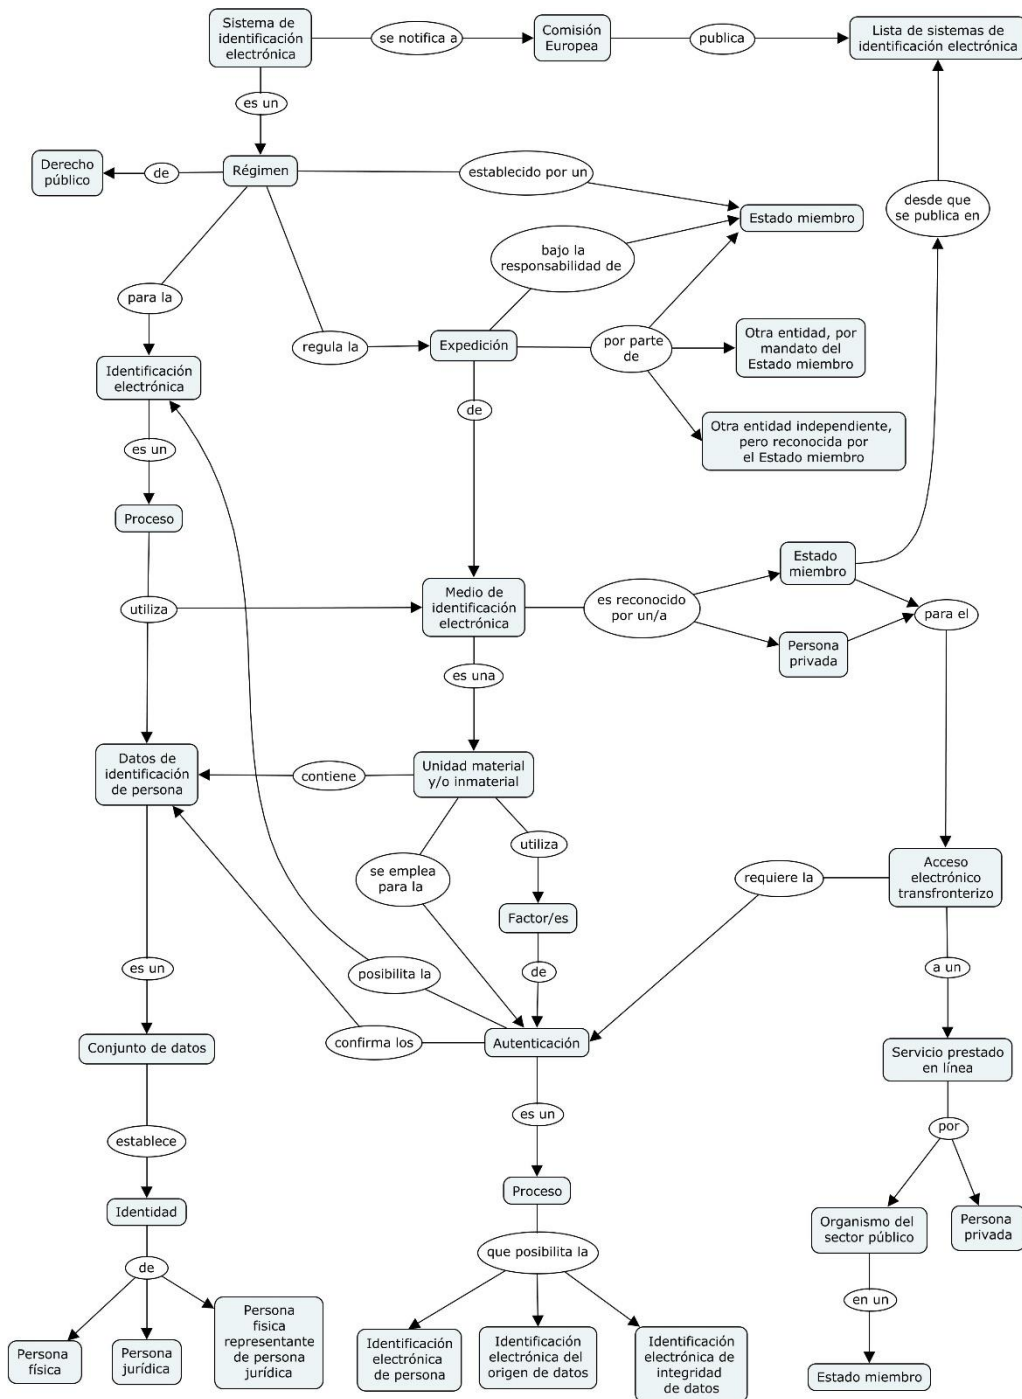 Sistema de
identificación
electrónica
se notifica a
Comisión
Europea
publica
Lista de sistemas de
identificación electrónica
es un
Derecho
público
de
Régimen
establecido por un
Estado miembro
desde que
se publica en
bajo la
responsabilidad de
para la
regula la
Expedición
por parte
de
Otra entidad, por
mandato del
Estado miembro
Identificación
electrónica
de
Otra entidad independiente,
pero reconocida por
el Estado miembro
es un
Proceso
utiliza
Medio de
identificación
electrónica
es reconocido
por un/a
Estado
miembro
Persona
privada
para el
es una
Datos de
identificación
de persona
contiene
Unidad material
y/o inmaterial
utiliza
se emplea
para la
requiere la
Acceso
electrónico
transfronterizo
Factor/es
es un
posibilita la
de
a un
Conjunto de datos
confirma los
Autenticación
Servicio prestado
en línea
establece
es un
por
Identidad
Proceso
Organismo del
sector público
Persona
privada
de
que posibilita la
en un
Persona
física
Persona
jurídica
Persona
fisica
representante
de persona
jurídica
Identificación
electrónica
de persona
Identificación
electrónica del
origen de datos
Identificación
electrónica de
integridad
de datos
Estado miembro